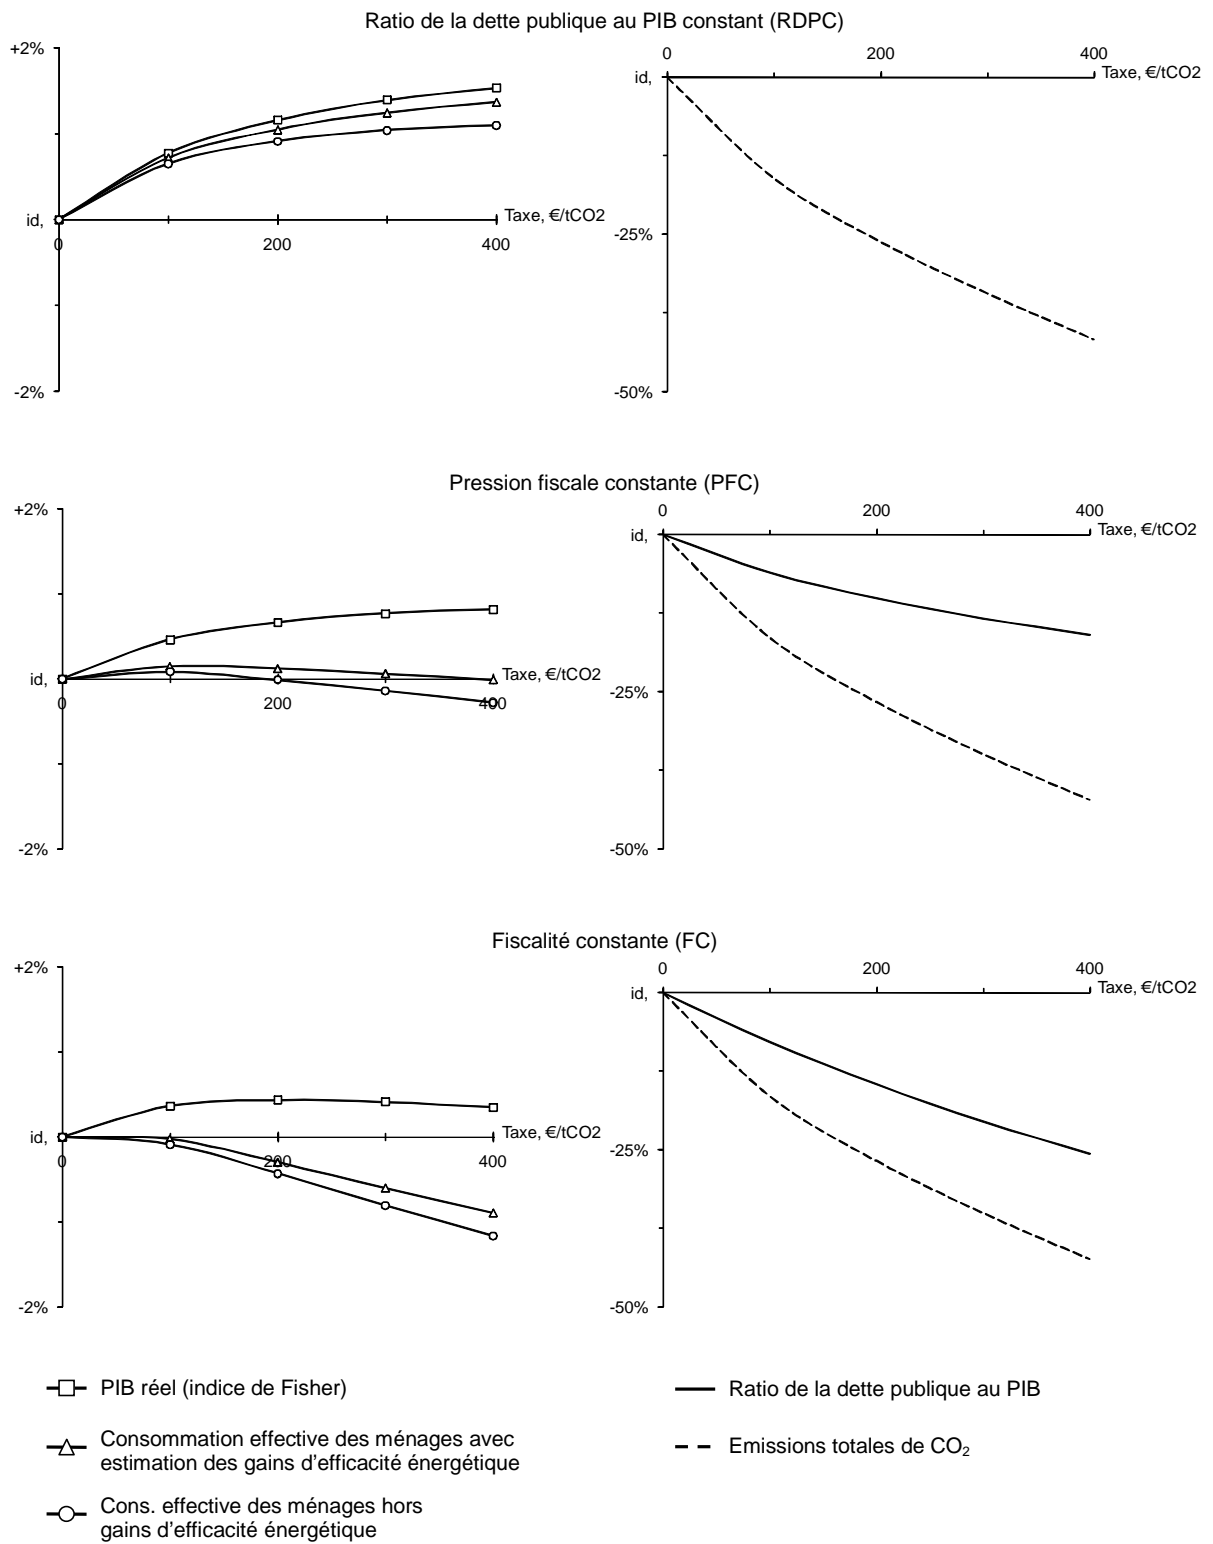 Ratio de la dette publique au PIB constant (RDPC)
+2%
id,
-2%
0
200
400
Taxe, €/tCO2
0
200
400
Taxe, €/tCO2
id,
-25%
-50%
Pression fiscale constante (PFC)
+2%
id,
-2%
0
200
400
Taxe, €/tCO2
0
200
400
Taxe, €/tCO2
id,
-25%
-50%
Fiscalité constante (FC)
+2%
id,
-2%
0
200
400
Taxe, €/tCO2
0
200
400
Taxe, €/tCO2
id,
-25%
-50%
PIB réel (indice de Fisher)
Consommation effective des ménages avec
estimation des gains d’efficacité énergétique
Cons. effective des ménages hors
gains d’efficacité énergétique
Ratio de la dette publique au PIB
Emissions totales de CO₂